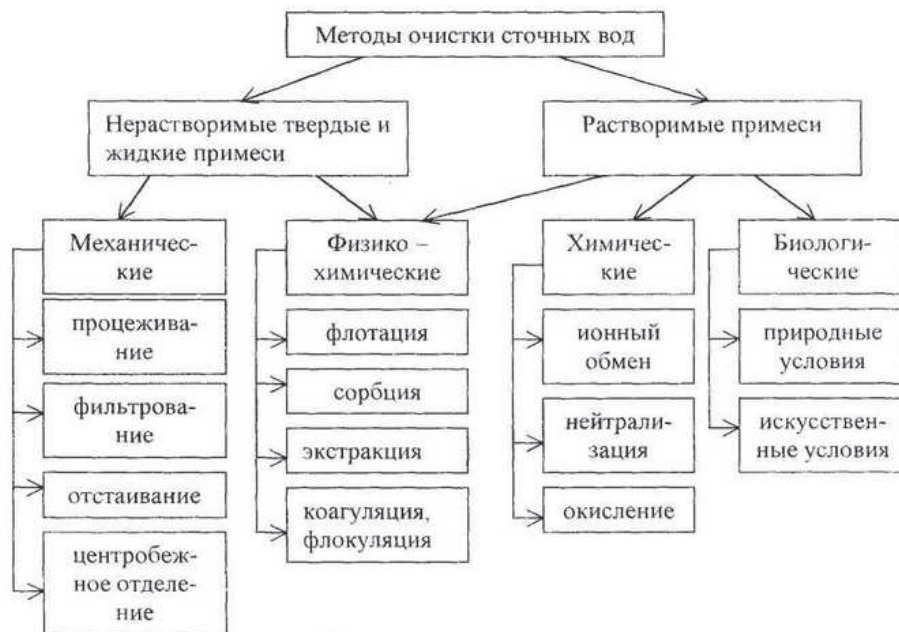 Методы очистки сточных вод
Нерастворимые твердые и
жидкие примеси
Растворимые примеси
Механичес-
кие
процежива-
ние
фильтрова-
ние
отстаивание
центробеж-
ное отделе-
ние
Физико –
химические
флотация
сорбция
экстракция
коагуляция,
флокуляция
Химичес-
кие
ионный
обмен
нейтрали-
зация
окисление
Биологи-
ческие
природные
условия
искусствен-
ные условия